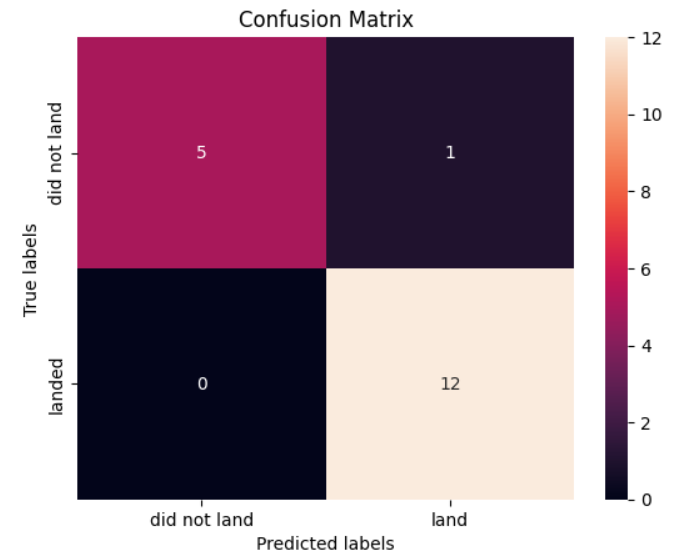 Confusion Matrix
True labels
did not land
landed
5
1
0
12
did not land
land
Predicted labels
12
10
8
6
4
2
0